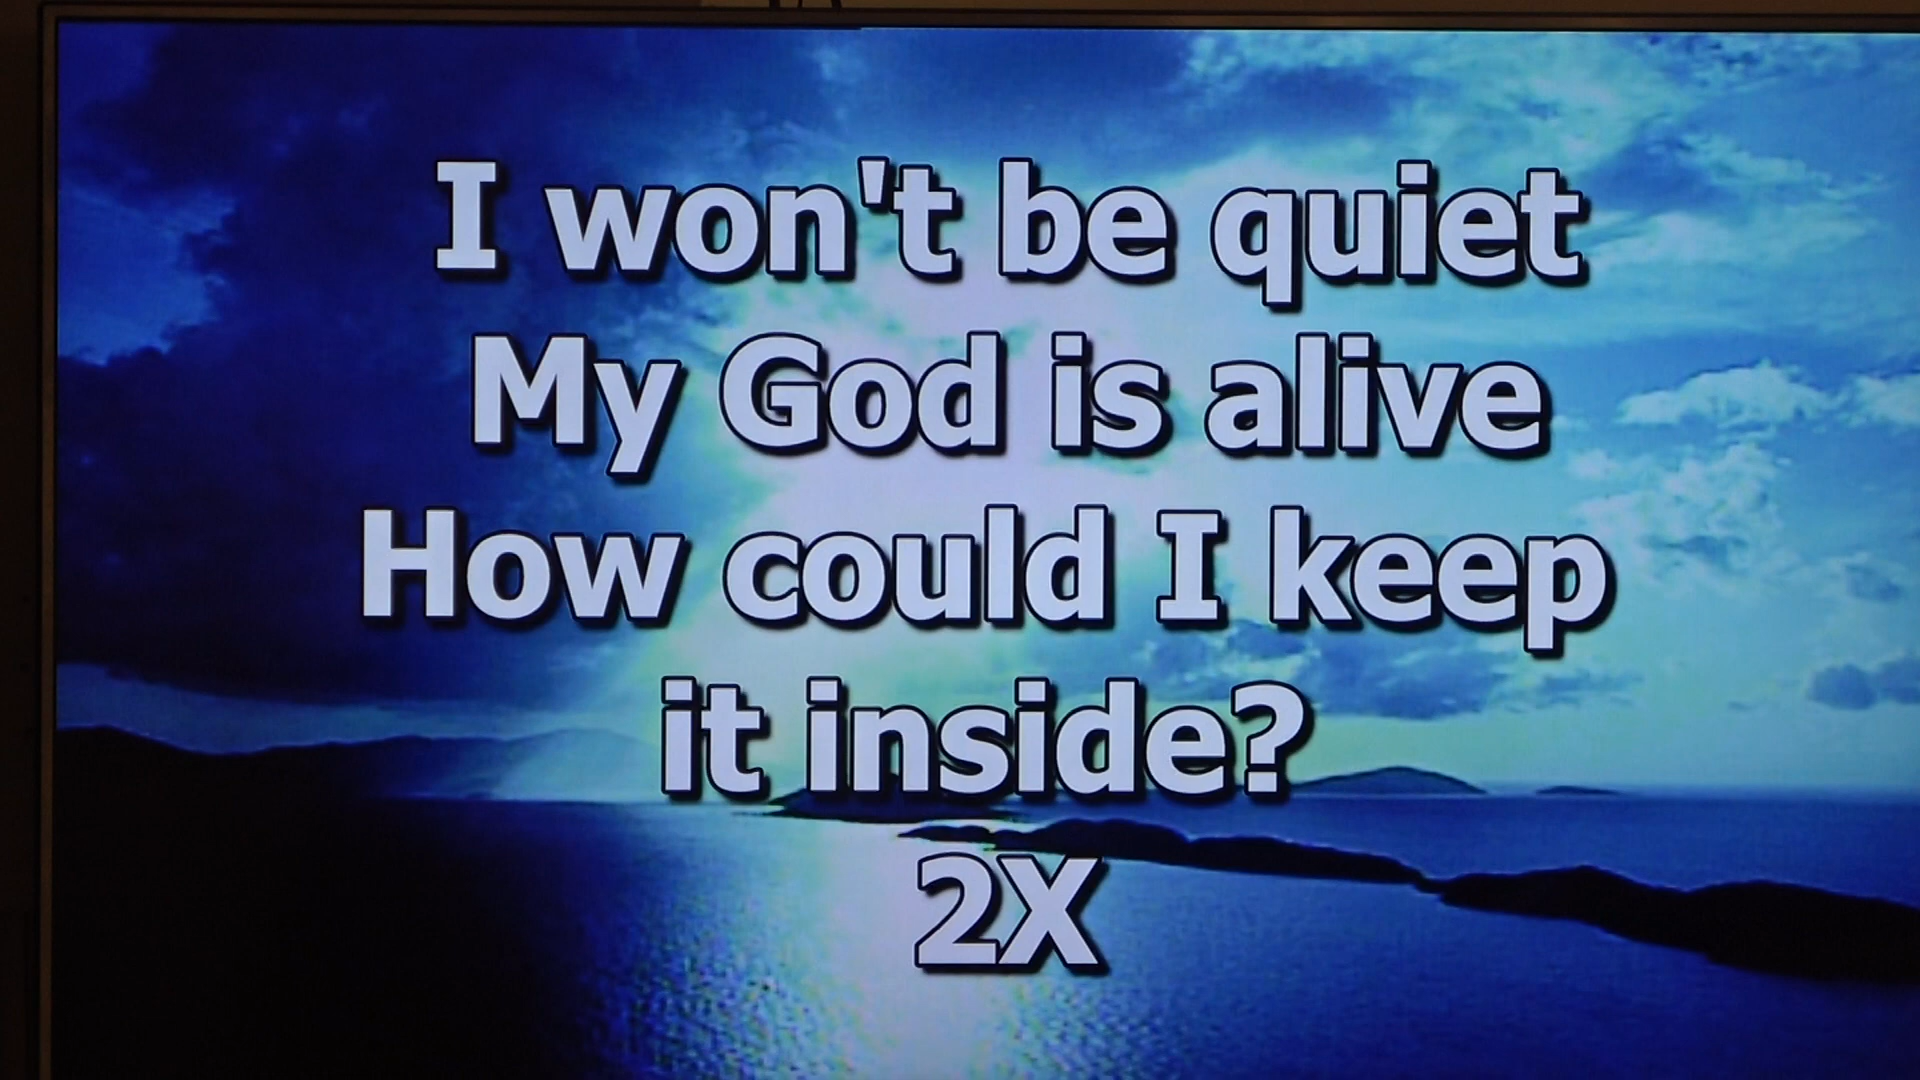 I won't be quiet
My God is alive
How could I keep
it inside?
2X